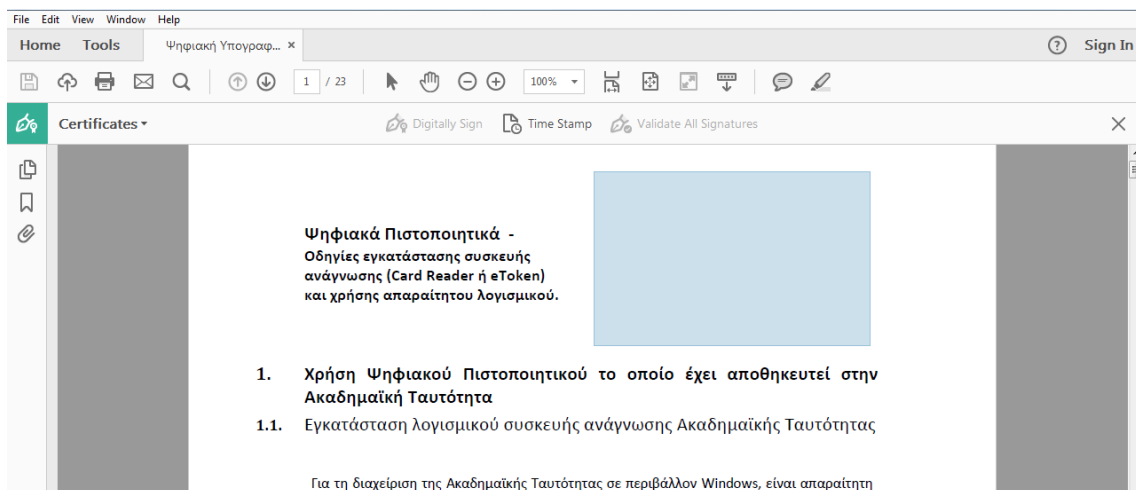 File Edit View Window Help
Home Tools Ψηφιακή Υπογραφ... × ? Sign In
1 / 23 100%
Certificates Digitally Sign Time Stamp Validate All Signatures
Ψηφιακά Πιστοποιητικά -
Οδηγίες εγκατάστασης συσκευής
ανάγνωσης (Card Reader ή eToken)
και χρήσης απαραίτητου λογισμικού.
1. Χρήση Ψηφιακού Πιστοποιητικού το οποίο έχει αποθηκευτεί στην
Ακαδημαϊκή Ταυτότητα
1.1. Εγκατάσταση λογισμικού συσκευής ανάγνωσης Ακαδημαϊκής Ταυτότητας
Για τη διαχείριση της Ακαδημαϊκής Ταυτότητας σε περιβάλλον Windows, είναι απαραίτητη